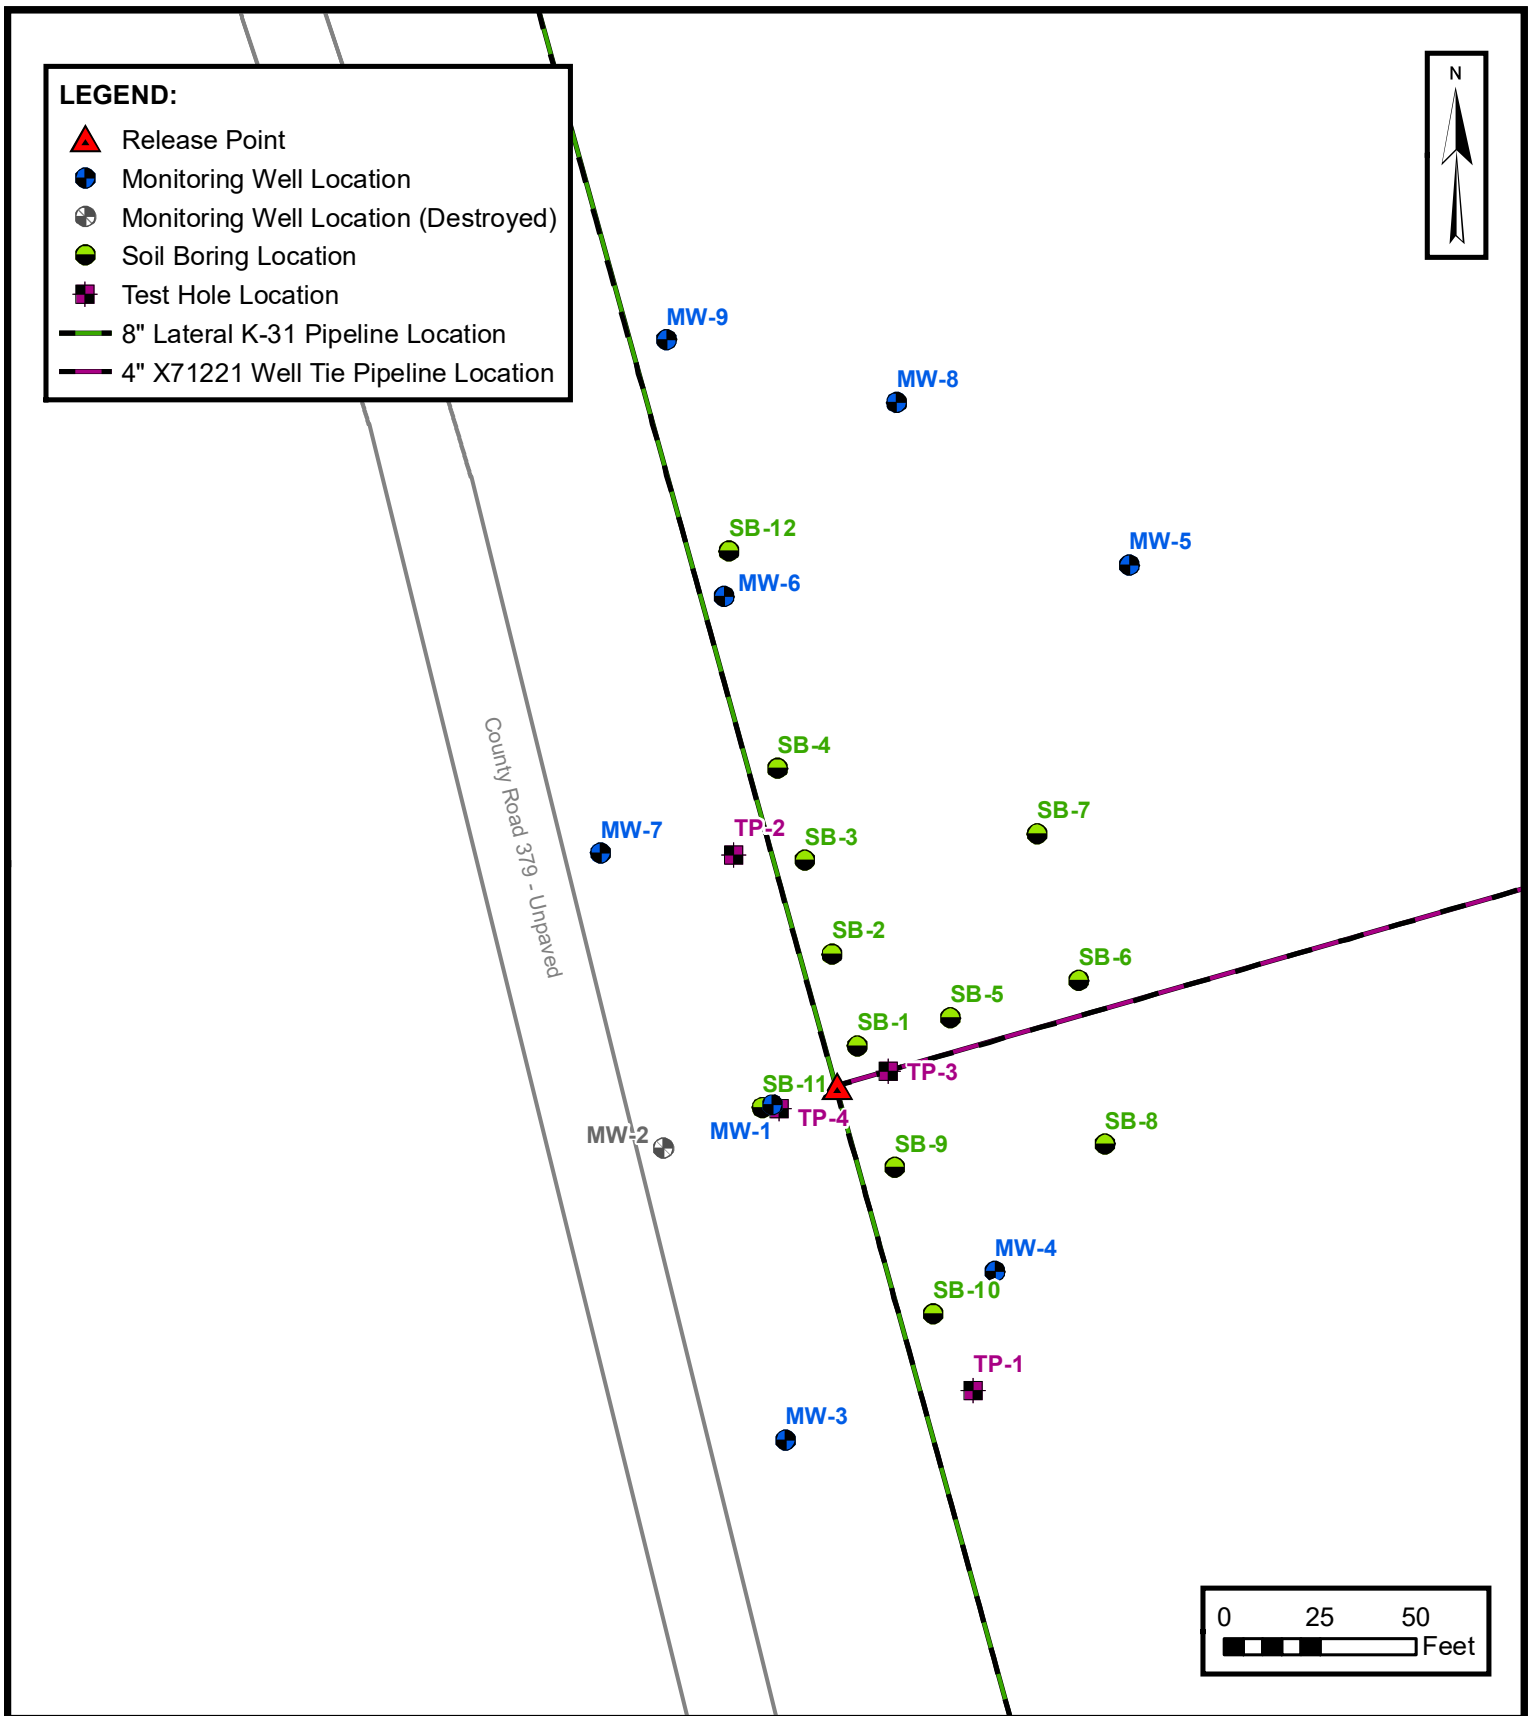 LEGEND:
Release Point
Monitoring Well Location
Monitoring Well Location (Destroyed)
Soil Boring Location
Test Hole Location
8" Lateral K-31 Pipeline Location
4" X71221 Well Tie Pipeline Location
N
MW-9
MW-8
SB-12
MW-5
MW-6
County Road 379 - Unpaved
SB-4
SB-7
MW-7
TP-2
SB-3
SB-2
SB-6
SB-5
SB-1
TP-3
SB-11
TP-4
MW-1
MW-2
SB-8
SB-9
MW-4
SB-10
TP-1
MW-3
0 25 50
Feet